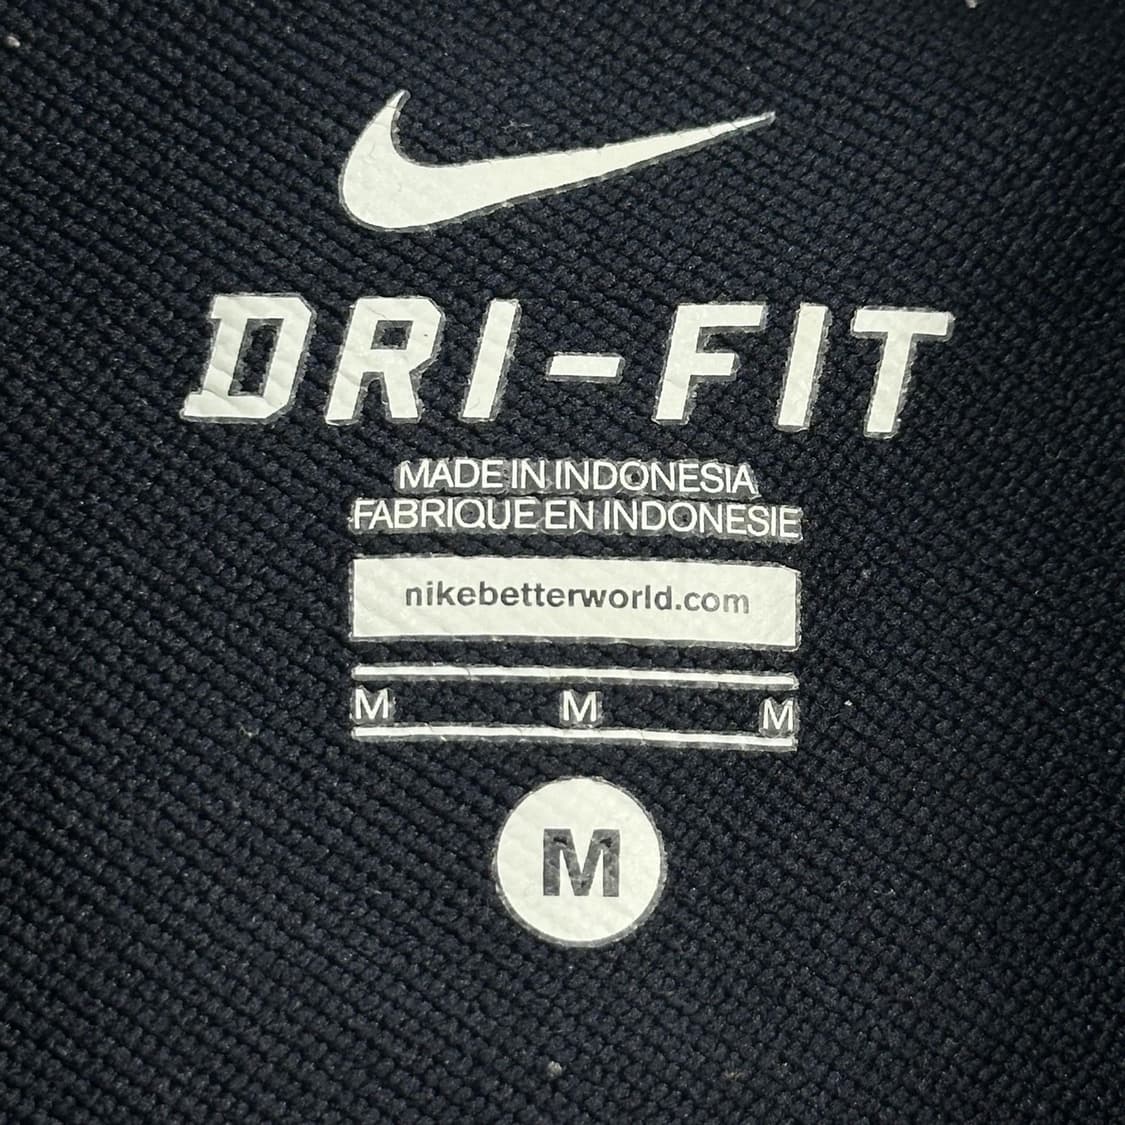 DRI-FIT
MADE IN INDONESIA
FABRIQUE EN INDONESIE
nikebetterworld.com
M M M
M